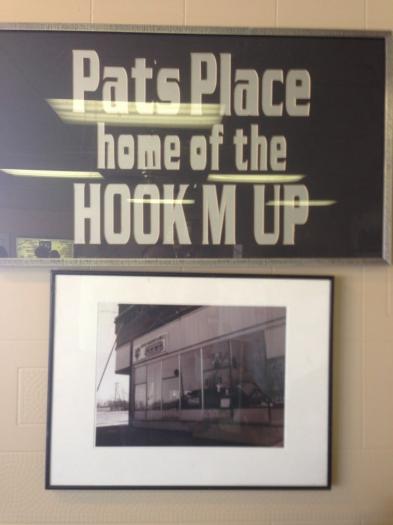 Pats Place
home of the
HOOK M UP